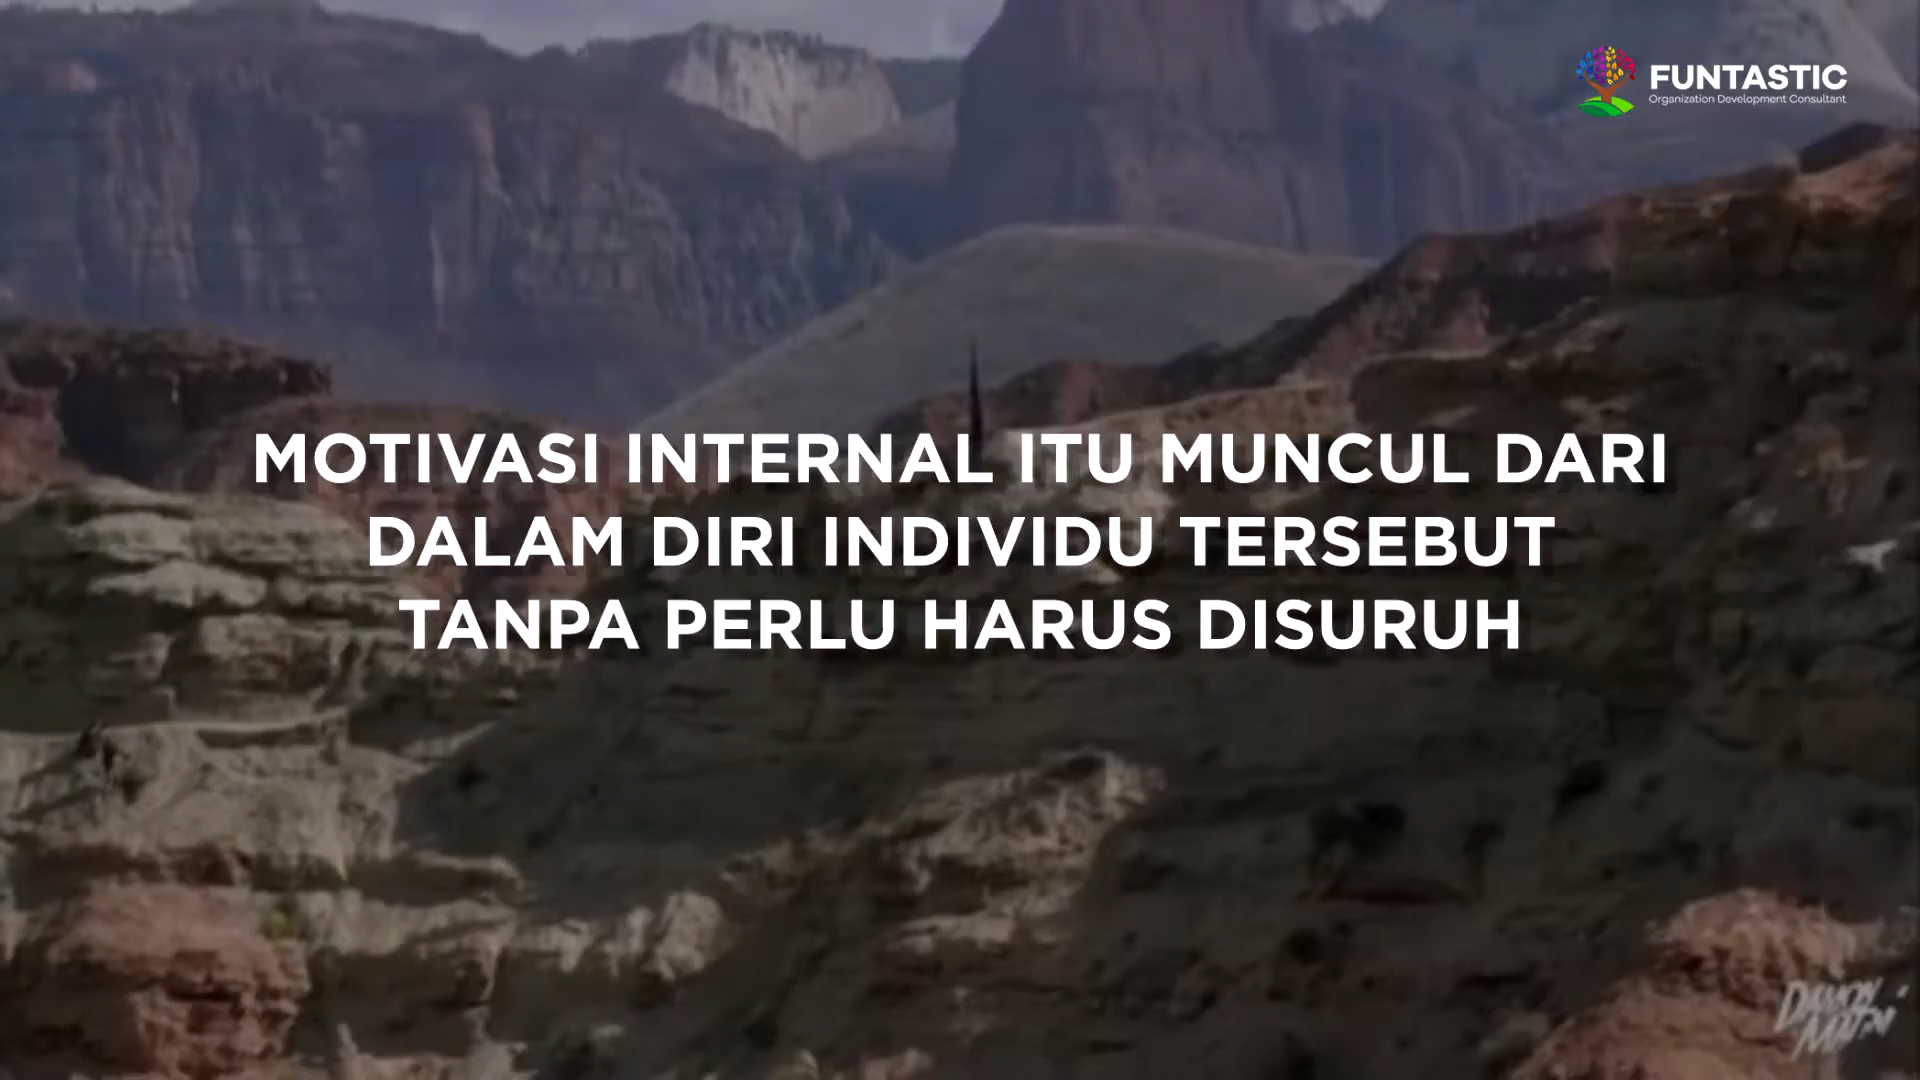 FUNTASTIC
Organization Development Consultant
MOTIVASI INTERNAL ITU MUNCUL DARI
DALAM DIRI INDIVIDU TERSEBUT
TANPA PERLU HARUS DISURUH